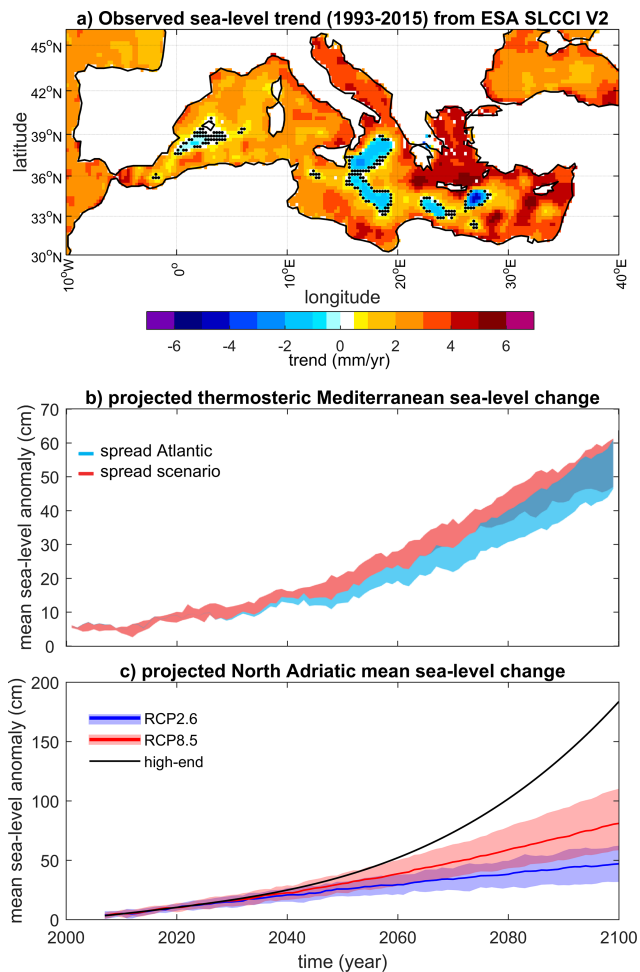 a) Observed sea-level trend (1993-2015) from ESA SLCCI V2
45°N
42°N
39°N
36°N
33°N
30°N
latitude
10°W
0°
10°E
20°E
30°E
40°E
longitude
-6 -4 -2 0 2 4 6
trend (mm/yr)
b) projected thermosteric Mediterranean sea-level change
70
60
50
40
30
20
10
0
mean sea-level anomaly (cm)
spread Atlantic
spread scenario
c) projected North Adriatic mean sea-level change
200
150
100
50
0
mean sea-level anomaly (cm)
RCP2.6
RCP8.5
high-end
2000 2020 2040 2060 2080 2100
time (year)